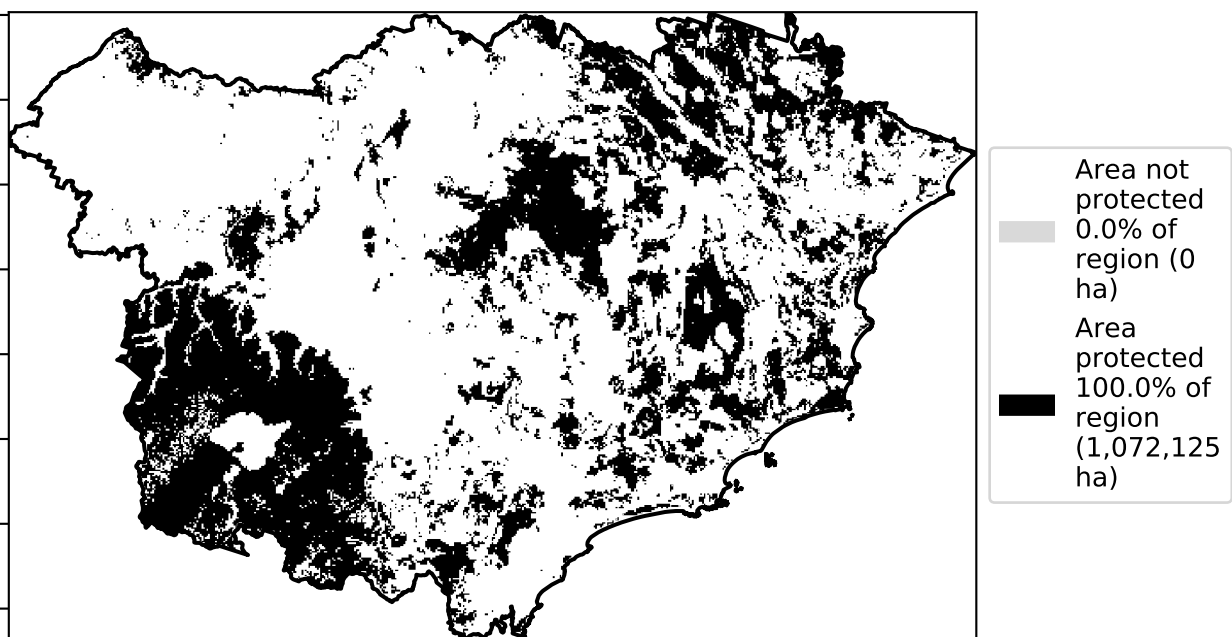 Area not
protected
0.0% of
region (0
ha)
Area
protected
100.0% of
region
(1,072,125
ha)